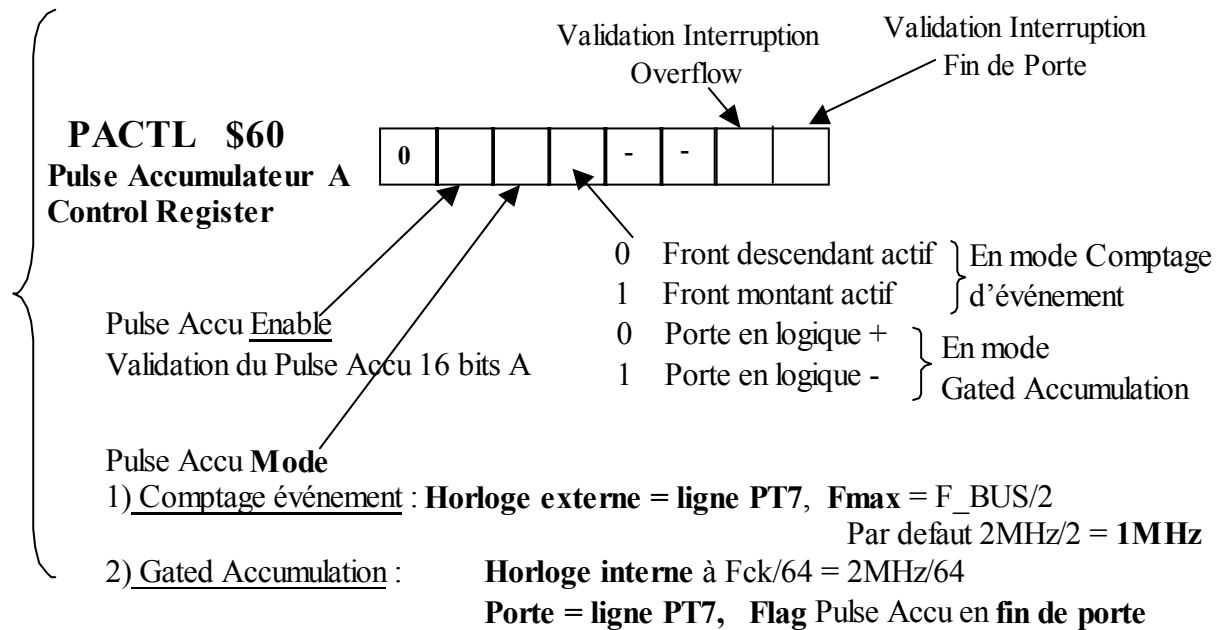 Validation Interruption
Overflow
Validation Interruption
Fin de Porte
PACTL $60
Pulse Accumulateur A
Control Register
0 - -
0 Front descendant actif
1 Front montant actif
En mode Comptage
d'événement
0 Porte en logique +
1 Porte en logique -
En mode
Gated Accumulation
Pulse Accu Enable
Validation du Pulse Accu 16 bits A
Pulse Accu Mode
1) Comptage événement : Horloge externe = ligne PT7, Fmax = F_BUS/2
Par defaut 2MHz/2 = 1MHz
2) Gated Accumulation : Horloge interne à Fck/64 = 2MHz/64
Porte = ligne PT7, Flag Pulse Accu en fin de porte